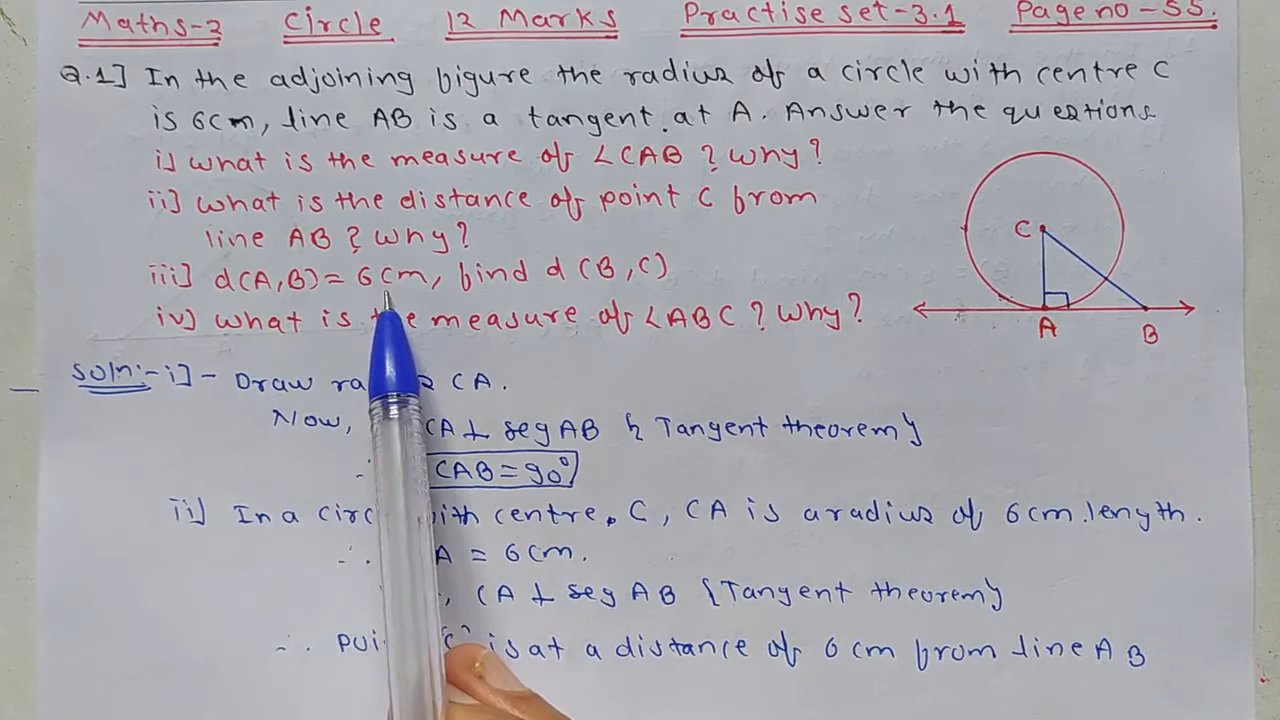 Maths-2 Circle 12 Marks Practise set-3.1 Page no-55.
Q.1] In the adjoining figure the radius of a circle with centre C
is 6cm, line AB is a tangent at A. Answer the questions
i] what is the measure of ∠CAB ? Why?
ii] what is the distance of point C from
line AB ? Why?
iii] d(A,B)= 6cm, find d (B,C)
iv] what is the measure of ∠ABC ? Why?
C
A
B
Soln:- i] - Draw CA.
Now, CA ⊥ seg AB { Tangent theorem}
CAB = 90°
ii] In a with centre, C, CA is a radius of 6cm.length.
∴ A = 6cm.
CA ⊥ seg AB {Tangent theorem}
∴ is at a distance of 6 cm from line AB